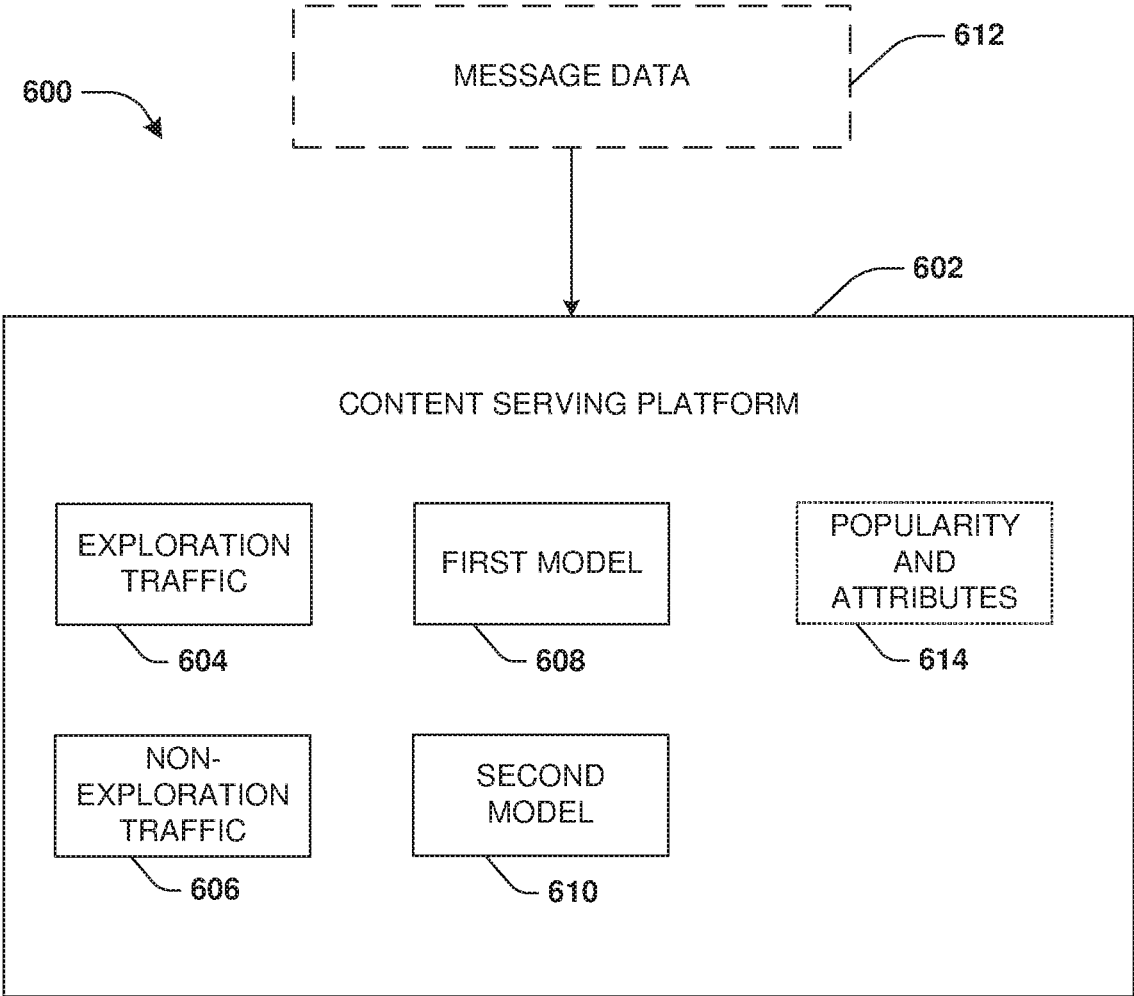 612
MESSAGE DATA
600
602
CONTENT SERVING PLATFORM
EXPLORATION
TRAFFIC
604
FIRST MODEL
608
POPULARITY
AND
ATTRIBUTES
614
NON-
EXPLORATION
TRAFFIC
606
SECOND
MODEL
610